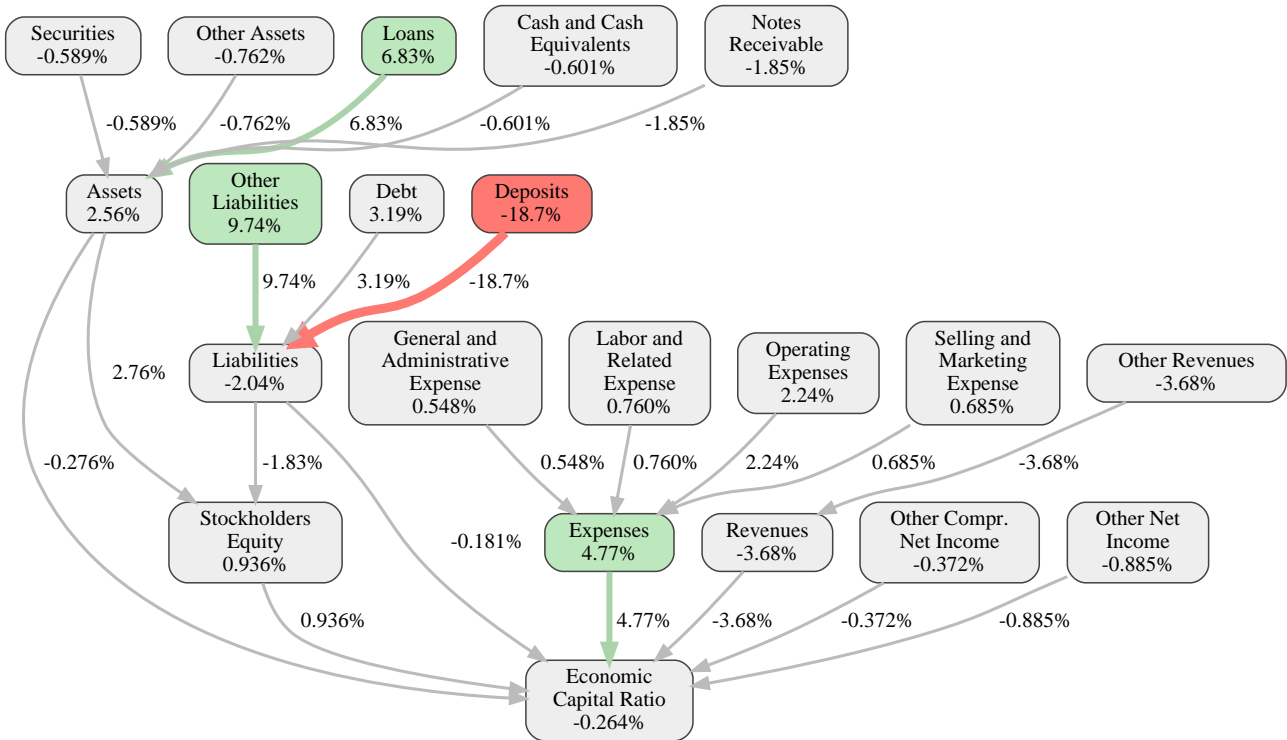 Securities
-0.589%
Other Assets
-0.762%
Loans
6.83%
Cash and Cash
Equivalents
-0.601%
Notes
Receivable
-1.85%
-0.589%
-0.762%
6.83%
-0.601%
-1.85%
Assets
2.56%
Other
Liabilities
9.74%
Debt
3.19%
Deposits
-18.7%
9.74%
3.19%
-18.7%
2.76%
Liabilities
-2.04%
General and
Administrative
Expense
0.548%
Labor and
Related
Expense
0.760%
Operating
Expenses
2.24%
Selling and
Marketing
Expense
0.685%
Other Revenues
-3.68%
-0.276%
-1.83%
0.548%
0.760%
2.24%
0.685%
-3.68%
Stockholders
Equity
0.936%
-0.181%
Expenses
4.77%
Revenues
-3.68%
Other Compr.
Net Income
-0.372%
Other Net
Income
-0.885%
0.936%
4.77%
-3.68%
-0.372%
-0.885%
Economic
Capital Ratio
-0.264%